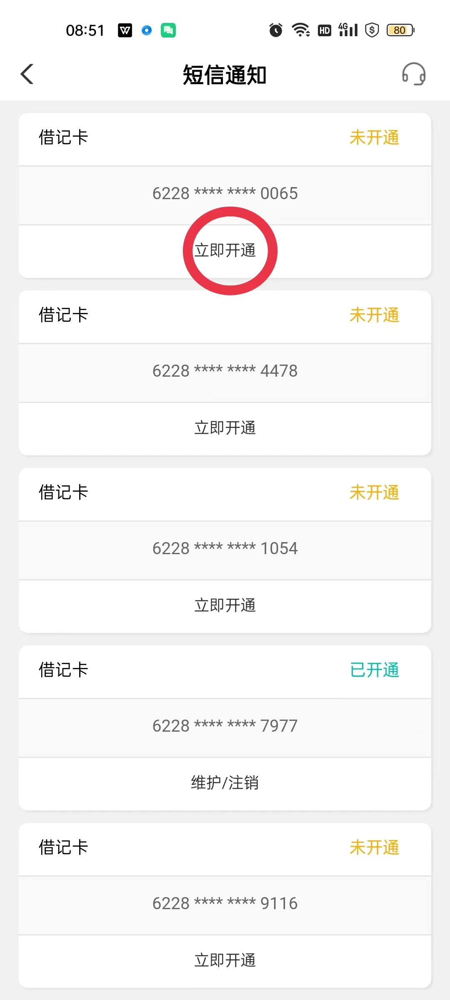 08:51
HD 4G 80
短信通知
借记卡 未开通
6228 **** **** 0065
立即开通
借记卡 未开通
6228 **** **** 4478
立即开通
借记卡 未开通
6228 **** **** 1054
立即开通
借记卡 已开通
6228 **** **** 7977
维护/注销
借记卡 未开通
6228 **** **** 9116
立即开通